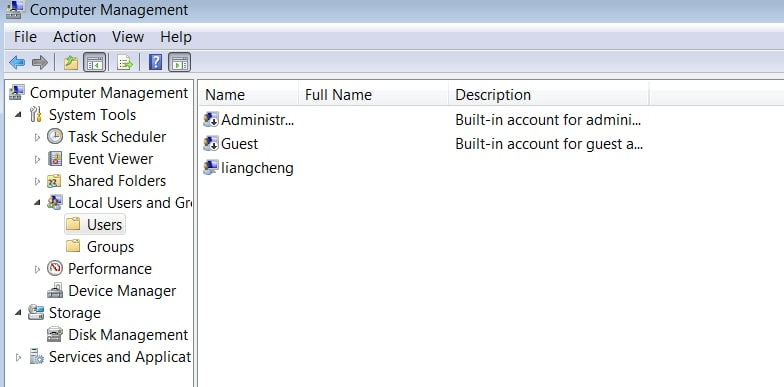 Computer Management
File Action View Help
Computer Management
System Tools
Task Scheduler
Event Viewer
Shared Folders
Local Users and Gr
Users
Groups
Performance
Device Manager
Storage
Disk Management
Services and Applicat
Name Full Name Description
Administr... Built-in account for admini...
Guest Built-in account for guest a...
liangcheng